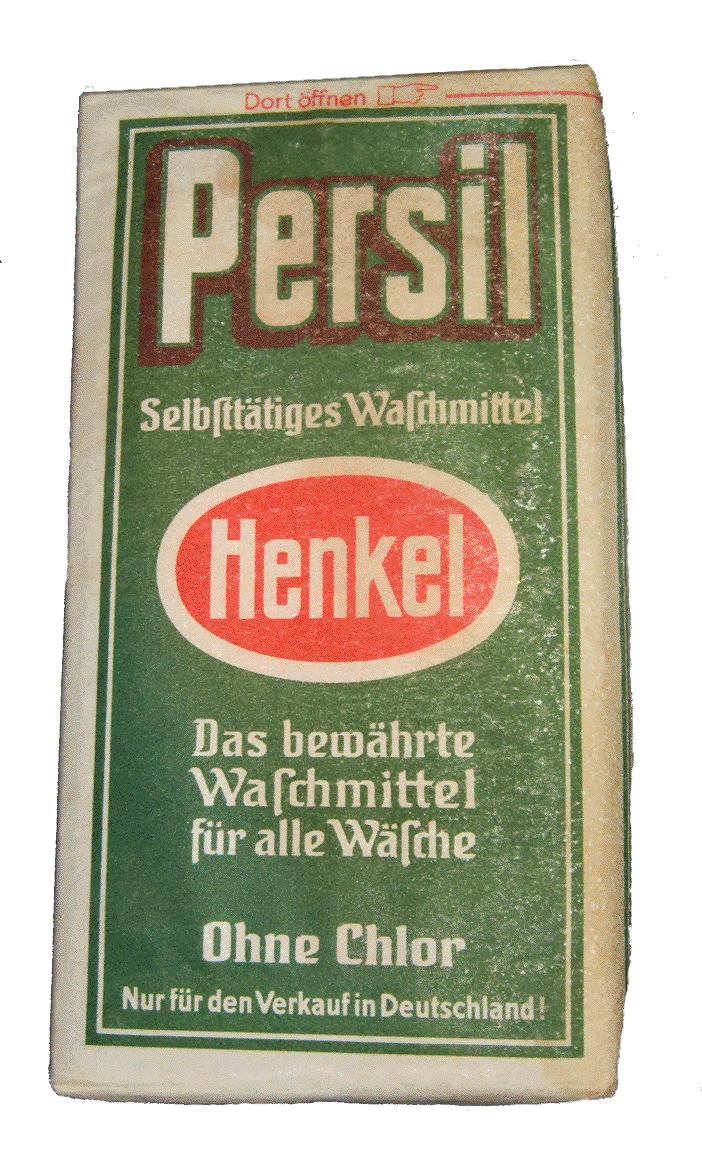 Dort öffnen
Persil
Selbſttätiges Waſchmittel
Henkel
Das bewährte
Waſchmittel
für alle Wäſche
Ohne Chlor
Nur für den Verkauf in Deutschland!